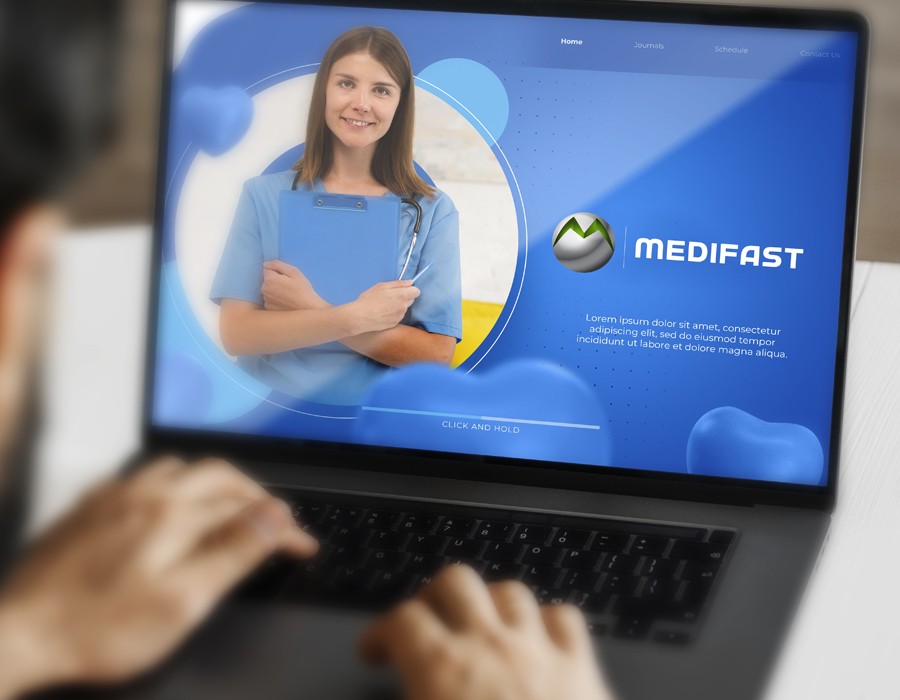 Home
Journals
Schedule
Contact Us
MEDIFAST
Lorem ipsum dolor sit amet, consectetur
adipiscing elit, sed do eiusmod tempor
incididunt ut labore et dolore magna aliqua.
CLICK AND HOLD